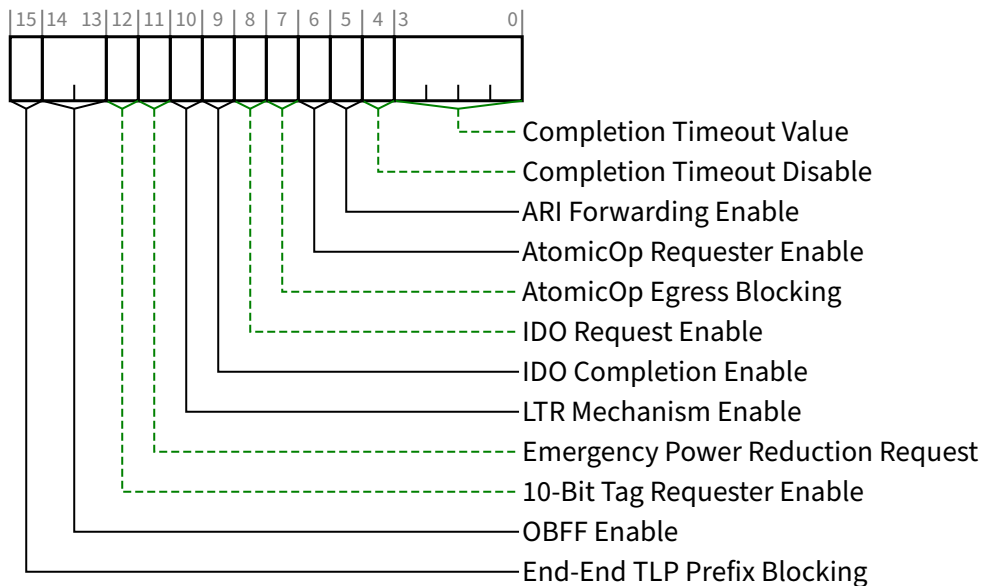 15 14 13 12 11 10 9 8 7 6 5 4 3 0
Completion Timeout Value
Completion Timeout Disable
ARI Forwarding Enable
AtomicOp Requester Enable
AtomicOp Egress Blocking
IDO Request Enable
IDO Completion Enable
LTR Mechanism Enable
Emergency Power Reduction Request
10-Bit Tag Requester Enable
OBFF Enable
End-End TLP Prefix Blocking